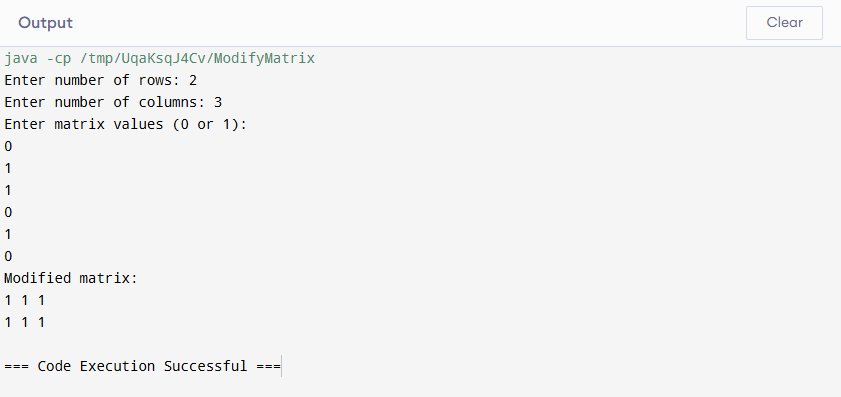 Output
Clear
java -cp /tmp/UqaKsqJ4Cv/ModifyMatrix
Enter number of rows: 2
Enter number of columns: 3
Enter matrix values (0 or 1):
0
1
1
0
1
0
Modified matrix:
1 1 1
1 1 1
=== Code Execution Successful ===